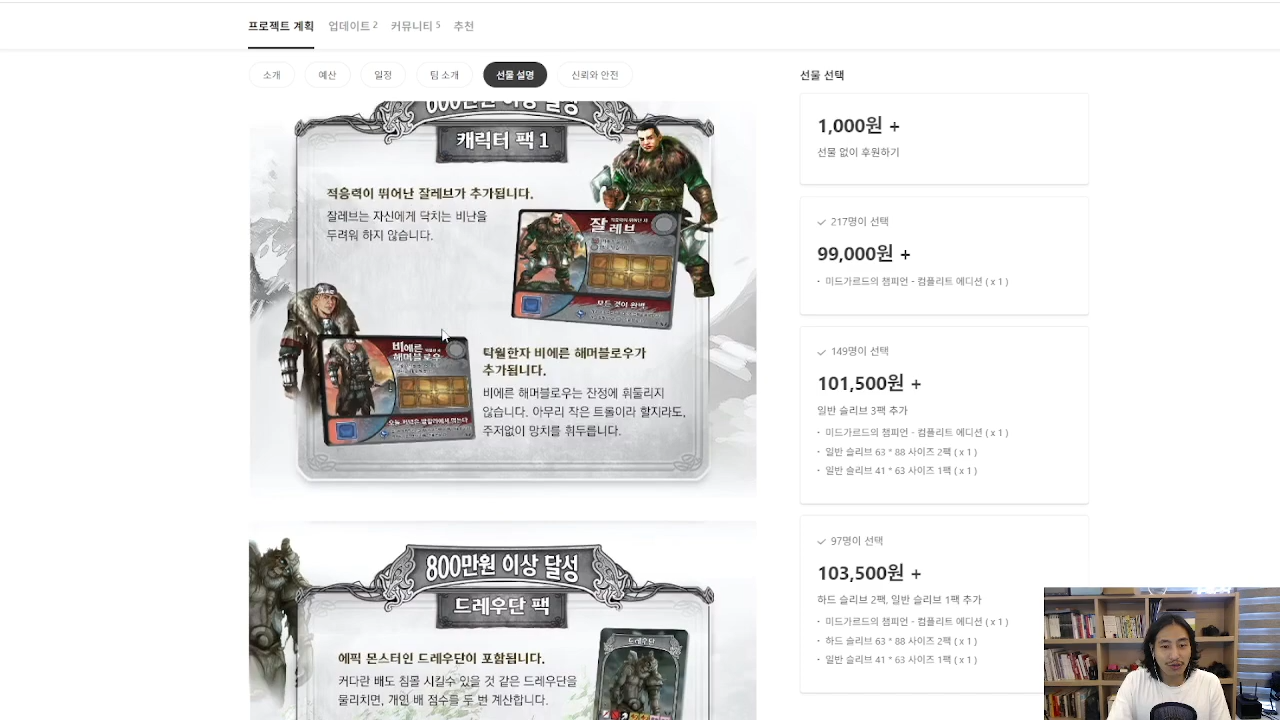 프로젝트 계획 업데이트 2 커뮤니티 5 추천
소개 예산 일정 팀 소개 선물 설명 신뢰와 안전
600만원 이상 달성
캐릭터 팩 1
적응력이 뛰어난 잘레브가 추가됩니다.
잘레브는 자신에게 닥치는 비난을
두려워 하지 않습니다.
잘
레브
모든 것이 완벽
비에른
해머블로우
탁월한자 비에른 해머블로우가
추가됩니다.
비에른 해머블로우는 잔정에 휘둘리지
않습니다. 아무리 작은 트롤이라 할지라도,
주저없이 망치를 휘두릅니다.
800만원 이상 달성
드레우단 팩
에픽 몬스터인 드레우단이 포함됩니다.
커다란 배도 침몰 시킬수 있을 것 같은 드레우단을
물리치면, 개인 배 점수를 두 번 계산합니다.
드레우단
선물 선택
1,000원 +
선물 없이 후원하기
217명이 선택
99,000원 +
· 미드가르드의 챔피언 - 컴플리트 에디션 ( x 1 )
149명이 선택
101,500원 +
일반 슬리브 3팩 추가
· 미드가르드의 챔피언 - 컴플리트 에디션 ( x 1 )
· 일반 슬리브 63 * 88 사이즈 2팩 ( x 1 )
· 일반 슬리브 41 * 63 사이즈 1팩 ( x 1 )
97명이 선택
103,500원 +
하드 슬리브 2팩, 일반 슬리브 1팩 추가
· 미드가르드의 챔피언 - 컴플리트 에디션 ( x 1 )
· 하드 슬리브 63 * 88 사이즈 2팩 ( x 1 )
· 일반 슬리브 41 * 63 사이즈 1팩 ( x 1 )